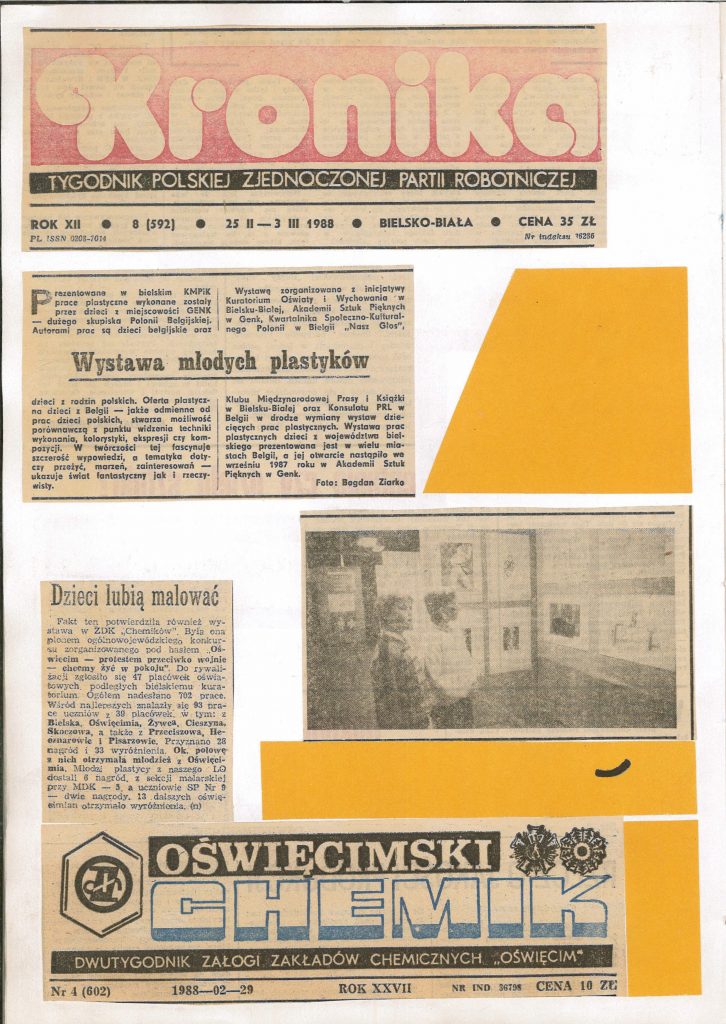 Kronika
TYGODNIK POLSKIEJ ZJEDNOCZONEJ PARTII ROBOTNICZEJ
ROK XII ● 8 (592) ● 25 II — 3 III 1988 ● BIELSKO-BIAŁA ● CENA 35 ZŁ
PL ISSN 0208-7014 Nr indeksu 36286
Prezentowane w bielskim KMPiK
prace plastyczne wykonane zostały
przez dzieci z miejscowości GENK
— dużego skupiska Polonii Belgijskiej.
Autorami prac są dzieci belgijskie oraz
Wystawę zorganizowano z inicjatywy
Kuratorium Oświaty i Wychowania w
Bielsku-Białej, Akademii Sztuk Pięknych
w Genk, Kwartalnika Społeczno-Kultural-
nego Polonii w Belgii „Nasz Głos",
Wystawa młodych plastyków
dzieci z rodzin polskich. Oferta plastycz-
na dzieci z Belgii — jakże odmienna od
prac dzieci polskich, stwarza możliwość
porównawczą z punktu widzenia techniki
wykonania, kolorystyki, ekspresji czy kom-
pozycji. W twórczości tej fascynuje
szczerość wypowiedzi, a tematyka doty-
czy przeżyć, marzeń, zainteresowań —
ukazuje świat fantastyczny jak i rzeczy-
wisty.
Klubu Międzynarodowej Prasy i Książki
w Bielsku-Białej oraz Konsulatu PRL w
Belgii w drodze wymiany wystaw dzie-
cięcych prac plastycznych. Wystawa prac
plastycznych dzieci z województwa biel-
skiego prezentowana jest w wielu mia-
stach Belgii, a jej otwarcie nastąpiło we
wrześniu 1987 roku w Akademii Sztuk
Pięknych w Genk.
Foto: Bogdan Ziarko
Dzieci lubią malować
Fakt ten potwierdziła również wy-
stawa w ZDK „Chemików". Była ona
plonem ogólnowojewódzkiego konkur-
su zorganizowanego pod hasłem „Oś-
więcim — protestem przeciwko wojnie
— chcemy żyć w pokoju". Do rywali-
zacji zgłosiło się 47 placówek oświa-
towych podległych bielskiemu kura-
torium. Ogółem nadesłano 702 prace.
Wśród najlepszych znalazły się 93 pra-
ce uczniów z 39 placówek, w tym: z
Bielska, Oświęcimia, Żywca, Cieszyna,
Skoczowa, a także z Przeciszowa, He-
cznarowic i Pisarzowic. Przyznano 28
nagród i 33 wyróżnienia. Ok. połowę
z nich otrzymała młodzież z Oświęci-
mia. Młodzi plastycy z naszego LO
dostali 6 nagród, z sekcji malarskiej
przy MDK — 3, a uczniowie SP Nr 9
— dwie nagrody. 13 dalszych oświę-
cimian otrzymało wyróżnienia. (n)
OŚWIĘCIMSKI
CHEMIK
DWUTYGODNIK ZAŁOGI ZAKŁADÓW CHEMICZNYCH „OŚWIĘCIM"
Nr 4 (602) 1988—02—29 ROK XXVII NR IND 36798 CENA 10 ZŁ